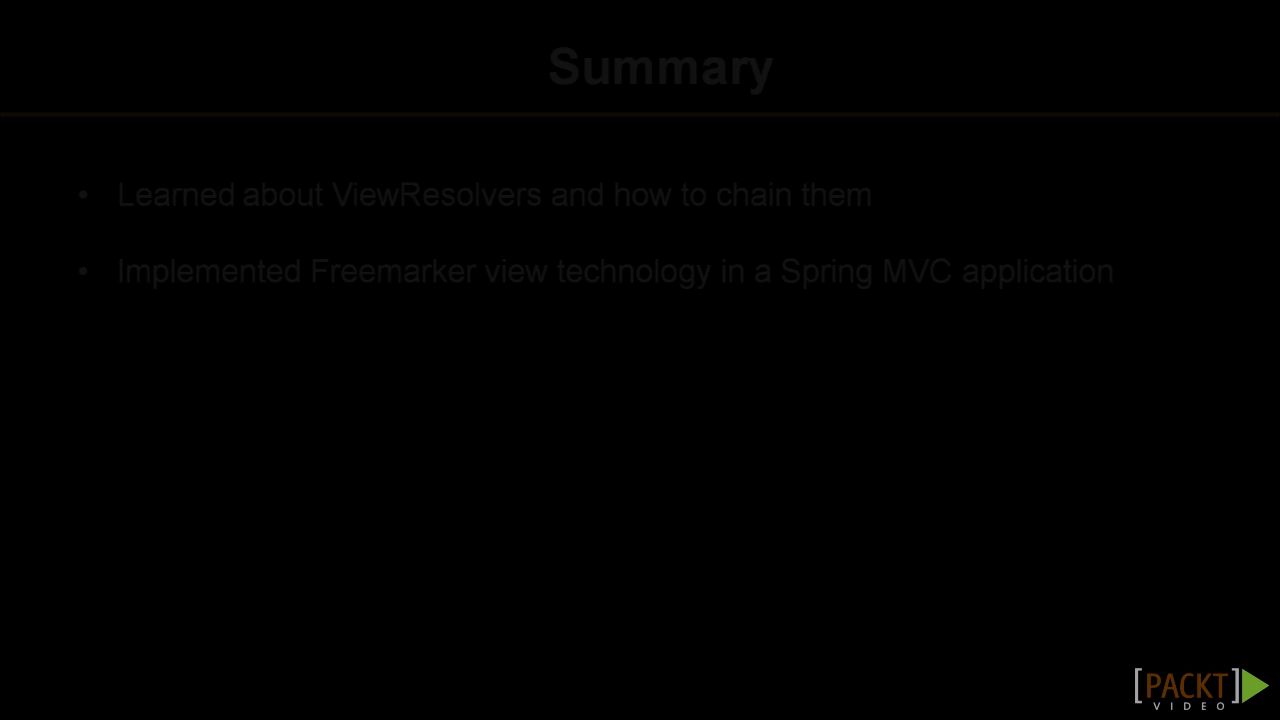 Summary
• Learned about ViewResolvers and how to chain them
• Implemented Freemarker view technology in a Spring MVC application
[PACKT]
VIDEO